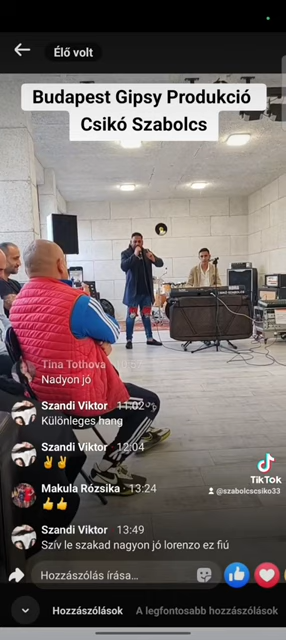 Élő volt
Budapest Gipsy Produkció
Csikó Szabolcs
Tina Tothova
Nadyon jó
Szandi Viktor · 11:02
Különleges hang
Szandi Viktor · 12:04
✌✌
Makula Rózsika · 13:24
👍👍
Szandi Viktor · 13:49
Szív le szakad nagyon jó lorenzo ez fiú
TikTok
@szabolcscsiko33
Hozzászólás írása...
Hozzászólások
A legfontosabb hozzászólások